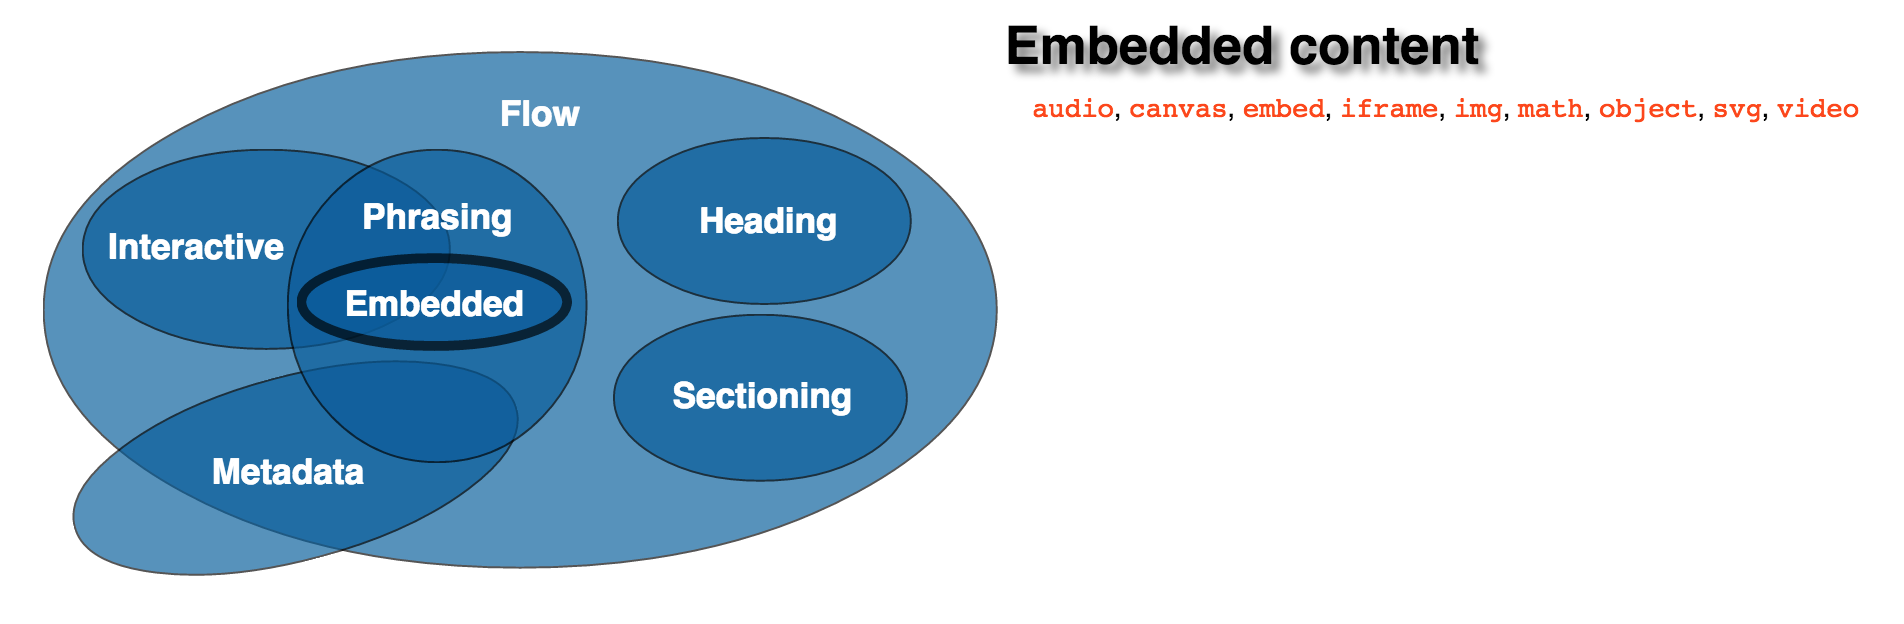 Embedded content
audio, canvas, embed, iframe, img, math, object, svg, video
Flow
Phrasing
Heading
Interactive
Embedded
Sectioning
Metadata